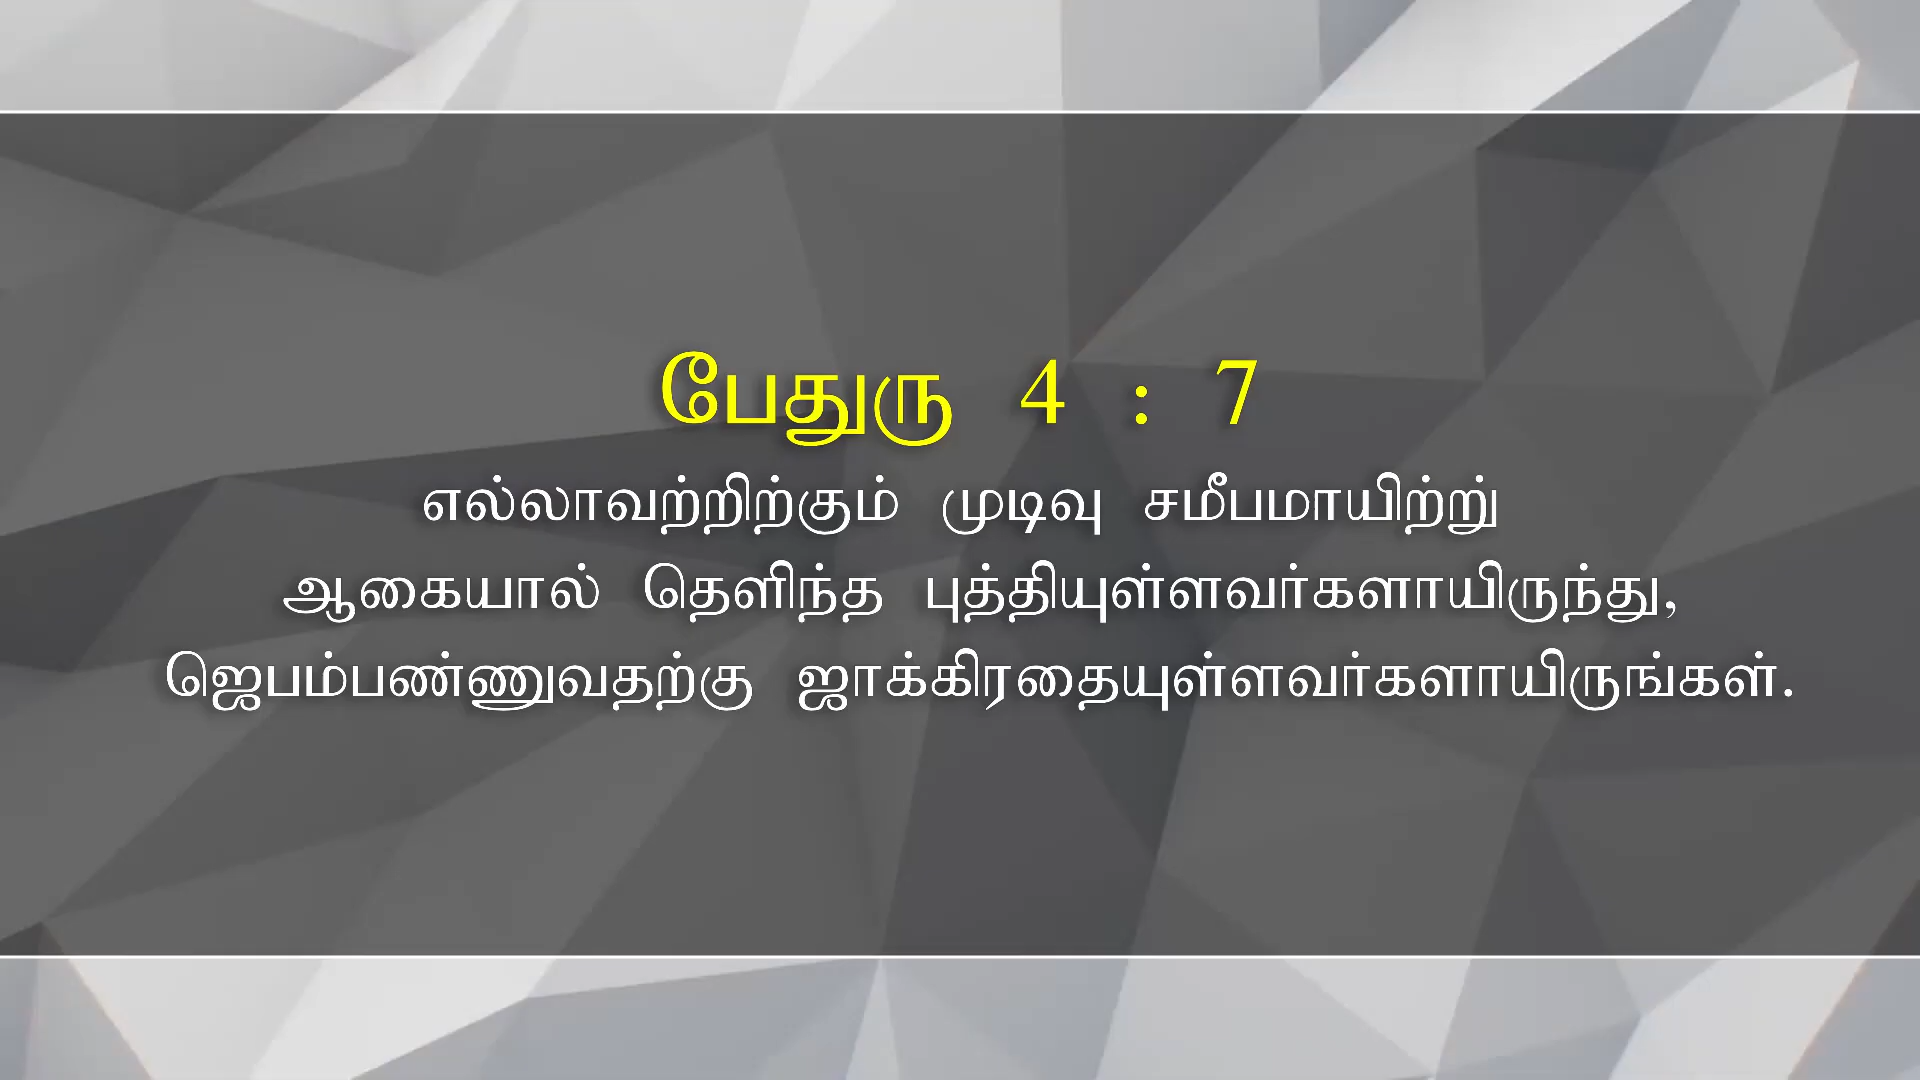 பேதுரு 4 : 7
எல்லாவற்றிற்கும் முடிவு சமீபமாயிற்று
ஆகையால் தெளிந்த புத்தியுள்ளவர்களாயிருந்து,
ஜெபம்பண்ணுவதற்கு ஜாக்கிரதையுள்ளவர்களாயிருங்கள்.